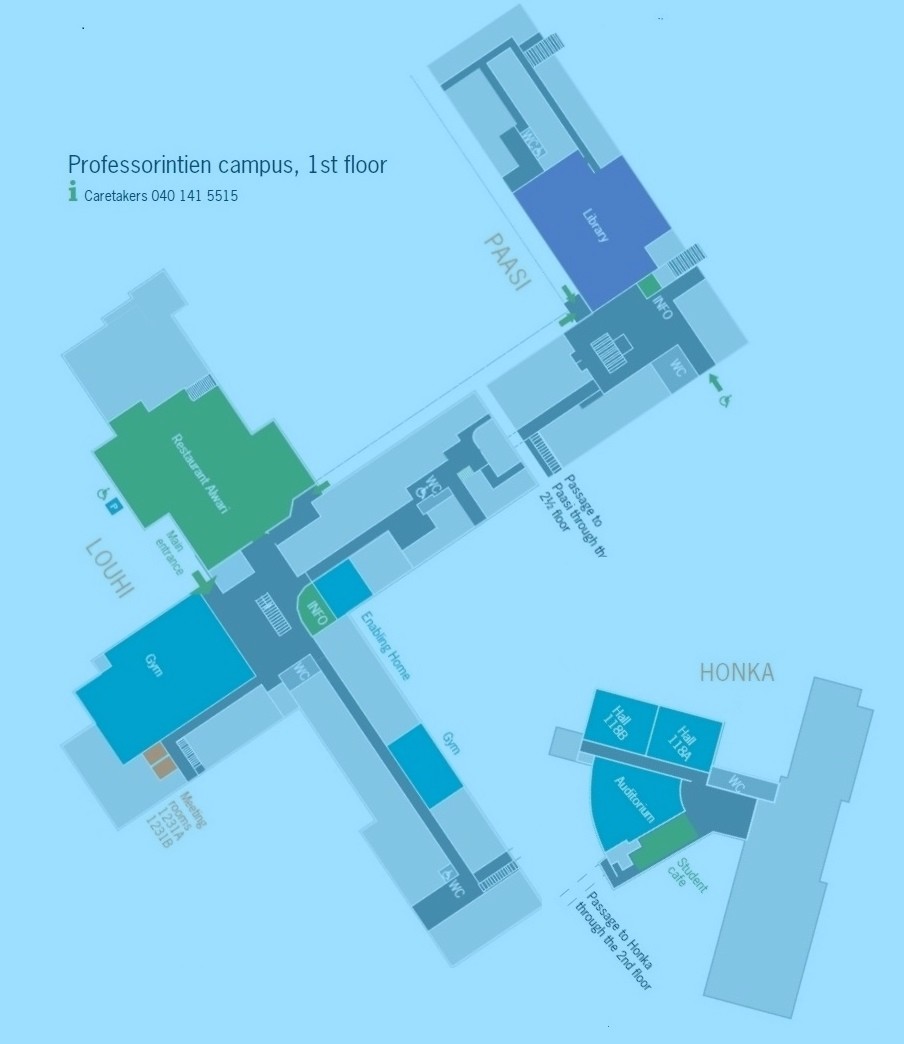 Professorintien campus, 1st floor
i Caretakers 040 141 5515
PAASI
WC
Library
INFO
WC
Passage to
Paasi through th
2½ floor
Restaurant Alwari
P
Main
entrance
LOUHI
WC
INFO
Enabling Home
Gym
WC
Gym
Meeting
rooms
1231A
1231B
WC
HONKA
Hall
118B
Hall
118A
WC
Auditorium
Student
cafe
Passage to Honka
through the 2nd floor